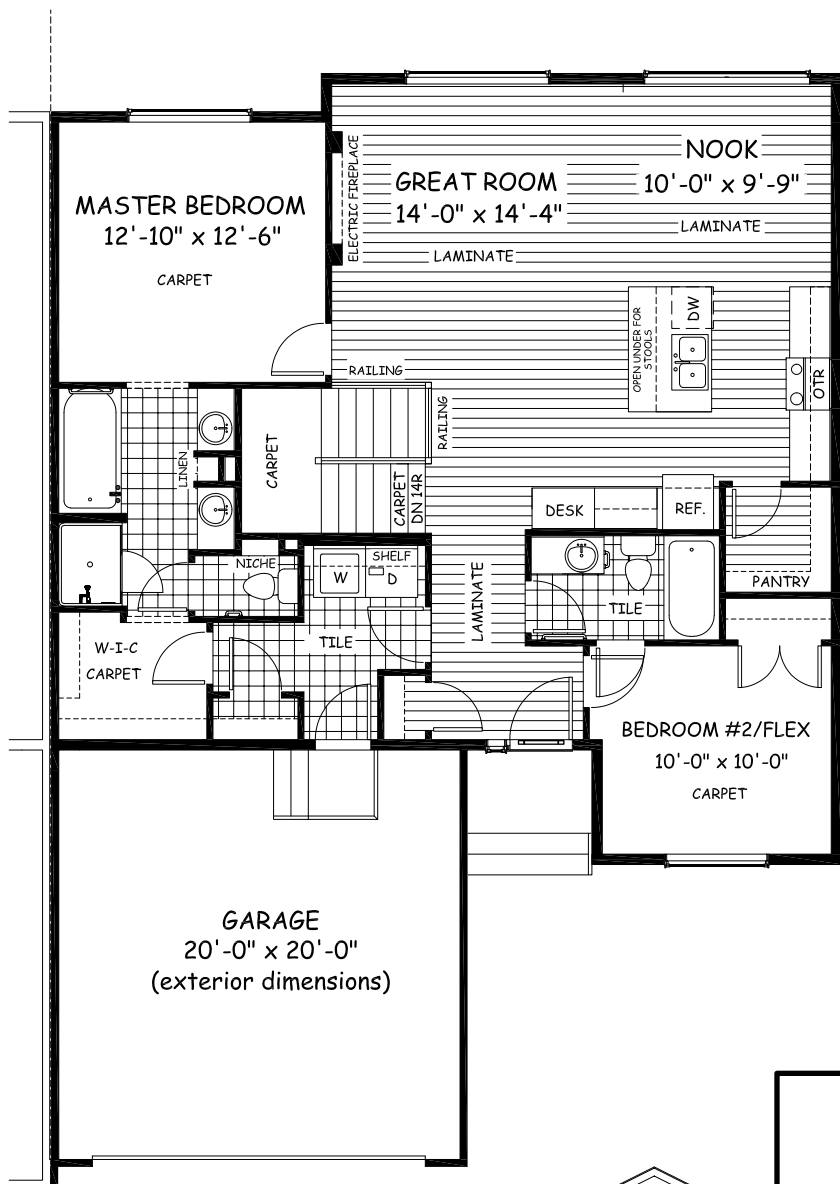 NOOK
10'-0" x 9'-9"
LAMINATE
GREAT ROOM
14'-0" x 14'-4"
LAMINATE
ELECTRIC FIREPLACE
MASTER BEDROOM
12'-10" x 12'-6"
CARPET
OPEN UNDER FOR
STOOLS
DW
OTR
RAILING
RAILING
CARPET
CARPET
DN 14R
LINEN
DESK
REF.
PANTRY
NICHE
W
SHELF
D
LAMINATE
TILE
TILE
W-I-C
CARPET
BEDROOM #2/FLEX
10'-0" x 10'-0"
CARPET
GARAGE
20'-0" x 20'-0"
(exterior dimensions)